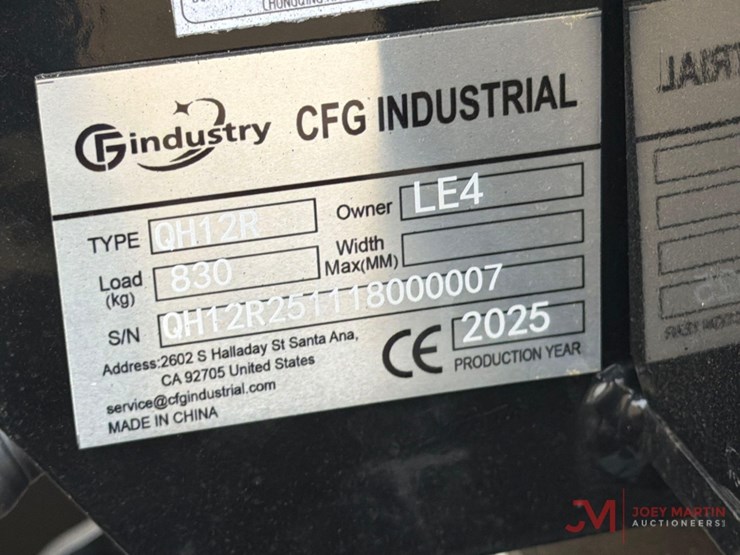 CHONGQING
CFG industry CFG INDUSTRIAL
TYPE QH12R Owner LE4
Load (kg) 830 Width Max(MM)
S/N QH12R251118000007
Address:2602 S Halladay St Santa Ana,
CA 92705 United States
service@cfgindustrial.com
MADE IN CHINA
CE 2025
PRODUCTION YEAR
JM JOEY MARTIN
AUCTIONEERS